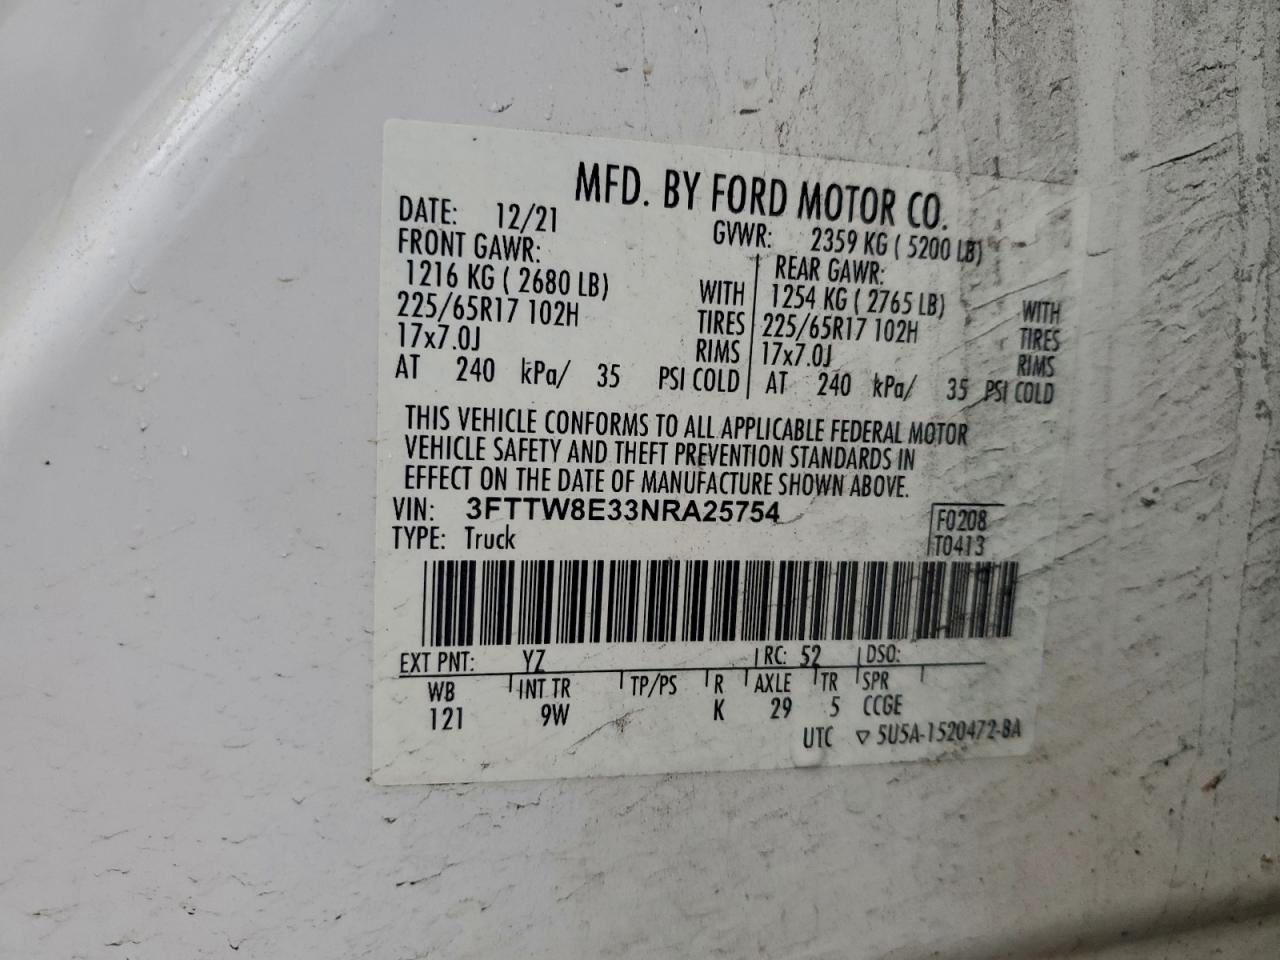 MFD. BY FORD MOTOR CO.
DATE: 12/21 GVWR: 2359 KG ( 5200 LB)
FRONT GAWR: REAR GAWR:
1216 KG ( 2680 LB) WITH 1254 KG ( 2765 LB) WITH
225/65R17 102H TIRES 225/65R17 102H TIRES
17x7.0J RIMS 17x7.0J RIMS
AT 240 kPa/ 35 PSI COLD AT 240 kPa/ 35 PSI COLD
THIS VEHICLE CONFORMS TO ALL APPLICABLE FEDERAL MOTOR
VEHICLE SAFETY AND THEFT PREVENTION STANDARDS IN
EFFECT ON THE DATE OF MANUFACTURE SHOWN ABOVE.
VIN: 3FTTW8E33NRA25754 F0208
TYPE: Truck T0413
EXT PNT: YZ RC: 52 DSO:
WB INT TR TP/PS R AXLE TR SPR
121 9W K 29 5 CCGE
UTC ▽ 5U5A-1520472-BA